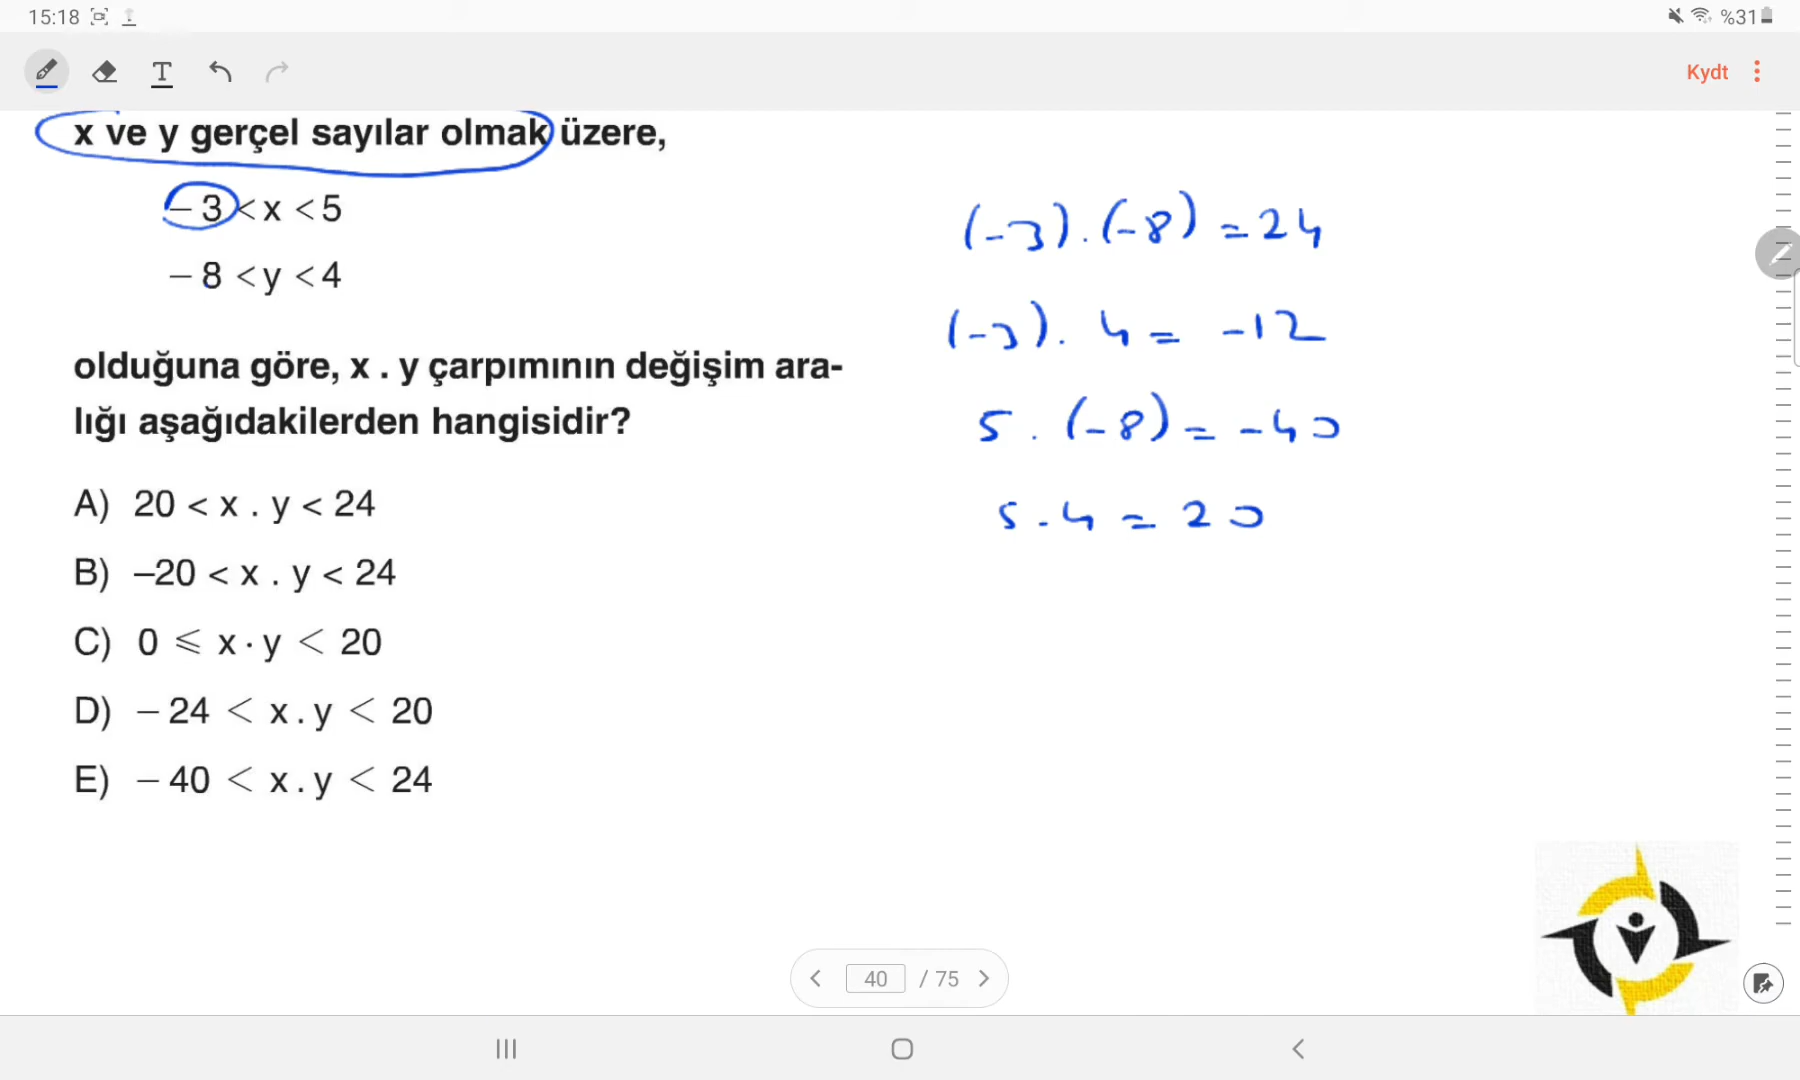 15:18
%31
T
Kydt
x ve y gerçel sayılar olmak üzere,
– 3 < x < 5
– 8 < y < 4
olduğuna göre, x . y çarpımının değişim ara-
lığı aşağıdakilerden hangisidir?
A) 20 < x . y < 24
B) –20 < x . y < 24
C) 0 ⩽ x · y < 20
D) – 24 < x . y < 20
E) – 40 < x . y < 24
(-3) . (-8) = 24
(-3) . 4 = -12
5 . (-8) = -40
5 . 4 = 20
40 / 75